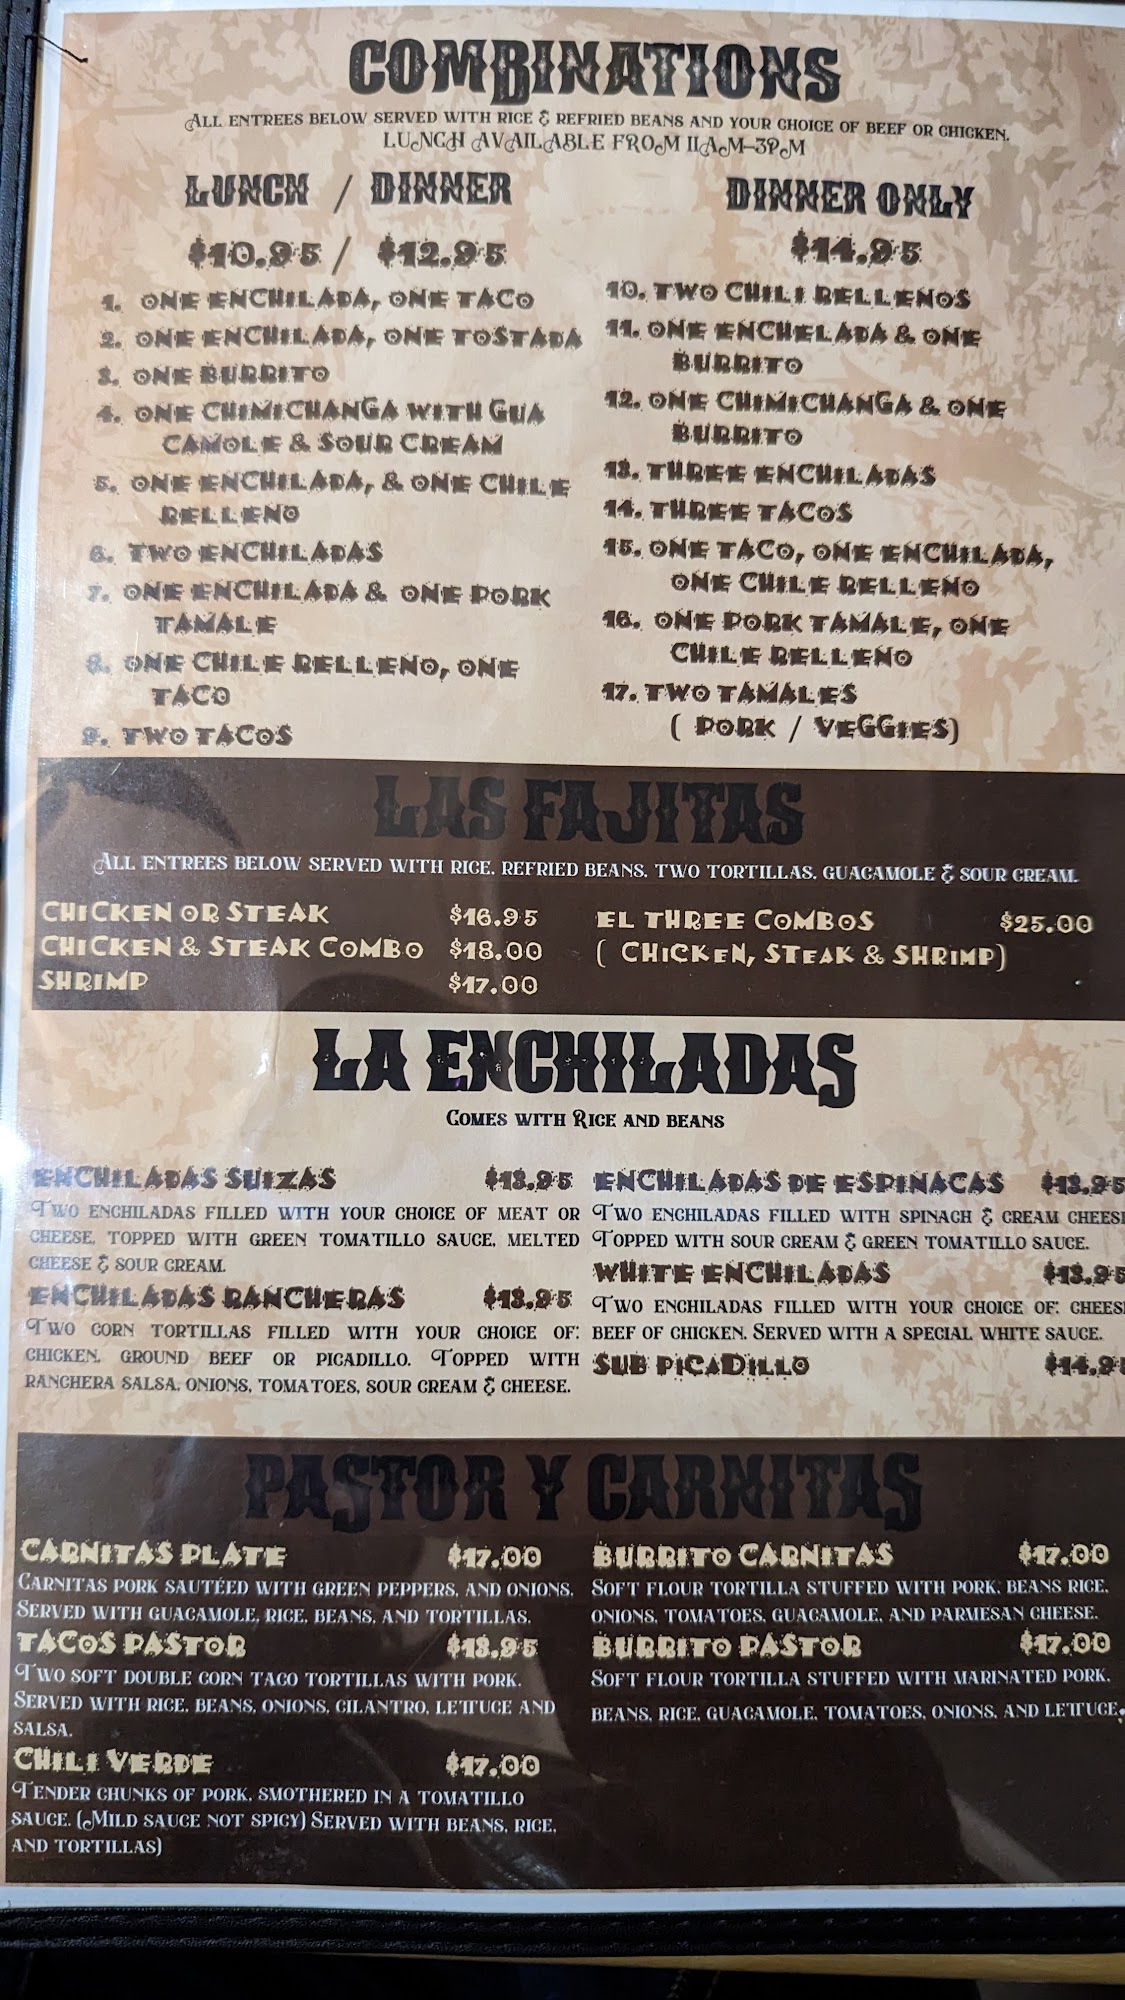 COMBINATIONS
ALL ENTREES BELOW SERVED WITH RICE & REFRIED BEANS AND YOUR CHOICE OF BEEF OR CHICKEN.
LUNCH AVAILABLE FROM 11AM–3PM
LUNCH / DINNER
$10.95 / $12.95
1. ONE ENCHILADA, ONE TACO
2. ONE ENCHILADA, ONE TOSTADA
3. ONE BURRITO
4. ONE CHIMICHANGA WITH GUA
CAMOLE & SOUR CREAM
5. ONE ENCHILADA, & ONE CHILE
RELLENO
6. TWO ENCHILADAS
7. ONE ENCHILADA & ONE PORK
TAMALE
8. ONE CHILE RELLENO, ONE
TACO
9. TWO TACOS
DINNER ONLY
$14.95
10. TWO CHILI RELLENOS
11. ONE ENCHELADA & ONE
BURRITO
12. ONE CHIMICHANGA & ONE
BURRITO
13. THREE ENCHILADAS
14. THREE TACOS
15. ONE TACO, ONE ENCHILADA,
ONE CHILE RELLENO
16. ONE PORK TAMALE, ONE
CHILE RELLENO
17. TWO TAMALES
( PORK / VEGGIES)
LAS FAJITAS
ALL ENTREES BELOW SERVED WITH RICE, REFRIED BEANS, TWO TORTILLAS, GUACAMOLE & SOUR CREAM.
CHICKEN OR STEAK $16.95
CHICKEN & STEAK COMBO $18.00
SHRIMP $17.00
EL THREE COMBOS $25.00
( CHICKEN, STEAK & SHRIMP)
LA ENCHILADAS
COMES WITH RICE AND BEANS
ENCHILADAS SUIZAS $13.95
TWO ENCHILADAS FILLED WITH YOUR CHOICE OF MEAT OR
CHEESE, TOPPED WITH GREEN TOMATILLO SAUCE, MELTED
CHEESE & SOUR CREAM.
ENCHILADAS RANCHERAS $13.95
TWO CORN TORTILLAS FILLED WITH YOUR CHOICE OF:
CHICKEN, GROUND BEEF OR PICADILLO. TOPPED WITH
RANCHERA SALSA, ONIONS, TOMATOES, SOUR CREAM & CHEESE.
ENCHILADAS DE ESPINACAS $13.95
TWO ENCHILADAS FILLED WITH SPINACH & CREAM CHEESE
TOPPED WITH SOUR CREAM & GREEN TOMATILLO SAUCE.
WHITE ENCHILADAS $13.95
TWO ENCHILADAS FILLED WITH YOUR CHOICE OF: CHEESE
BEEF OF CHICKEN. SERVED WITH A SPECIAL WHITE SAUCE.
SUB PICADILLO $14.95
PASTOR Y CARNITAS
CARNITAS PLATE $17.00
CARNITAS PORK SAUTÉED WITH GREEN PEPPERS, AND ONIONS.
SERVED WITH GUACAMOLE, RICE, BEANS, AND TORTILLAS.
TACOS PASTOR $13.95
TWO SOFT DOUBLE CORN TACO TORTILLAS WITH PORK.
SERVED WITH RICE, BEANS, ONIONS, CILANTRO, LETTUCE AND
SALSA.
CHILI VERDE $17.00
TENDER CHUNKS OF PORK, SMOTHERED IN A TOMATILLO
SAUCE. (MILD SAUCE NOT SPICY) SERVED WITH BEANS, RICE,
AND TORTILLAS)
BURRITO CARNITAS $17.00
SOFT FLOUR TORTILLA STUFFED WITH PORK, BEANS RICE,
ONIONS, TOMATOES, GUACAMOLE, AND PARMESAN CHEESE.
BURRITO PASTOR $17.00
SOFT FLOUR TORTILLA STUFFED WITH MARINATED PORK,
BEANS, RICE, GUACAMOLE, TOMATOES, ONIONS, AND LETTUCE.